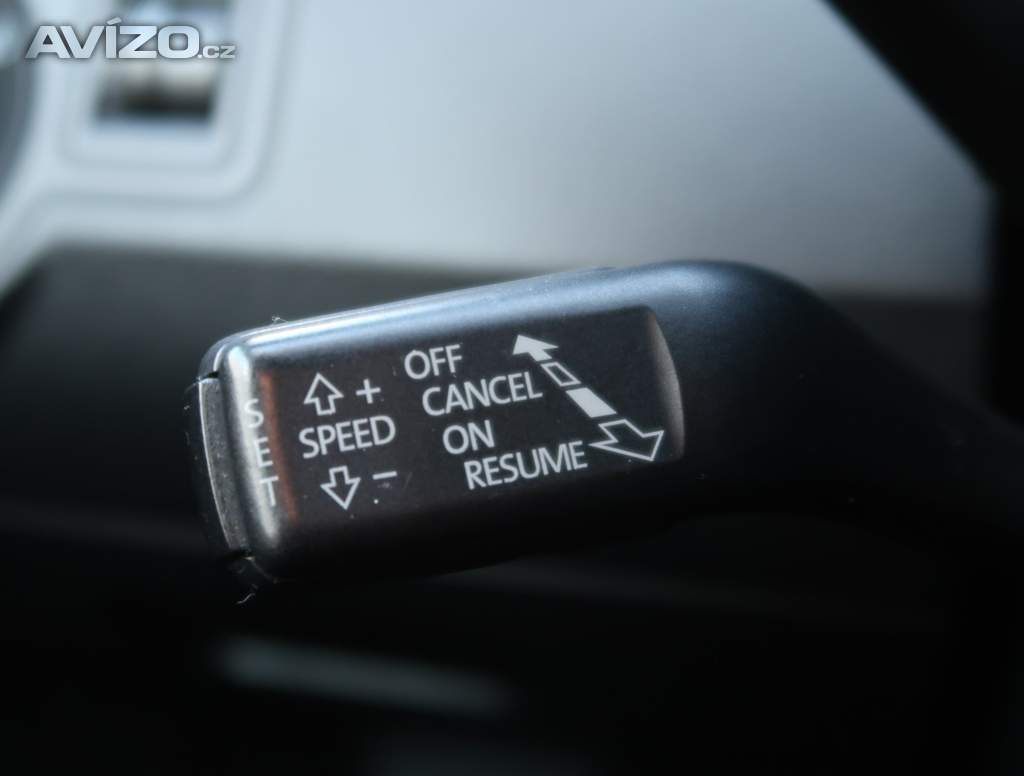 AVÍZO.cz
SET
+
SPEED
−
OFF
CANCEL
ON
RESUME